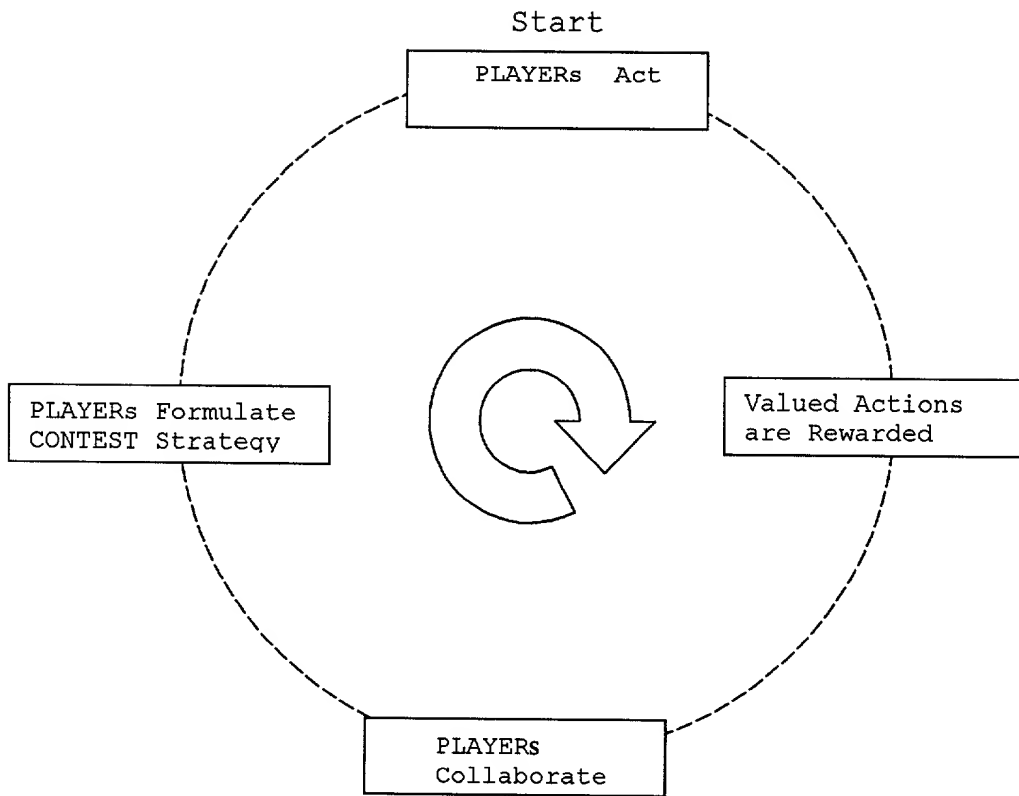 Start
PLAYERs Act
PLAYERs Formulate
CONTEST Strategy
Valued Actions
are Rewarded
PLAYERs
Collaborate